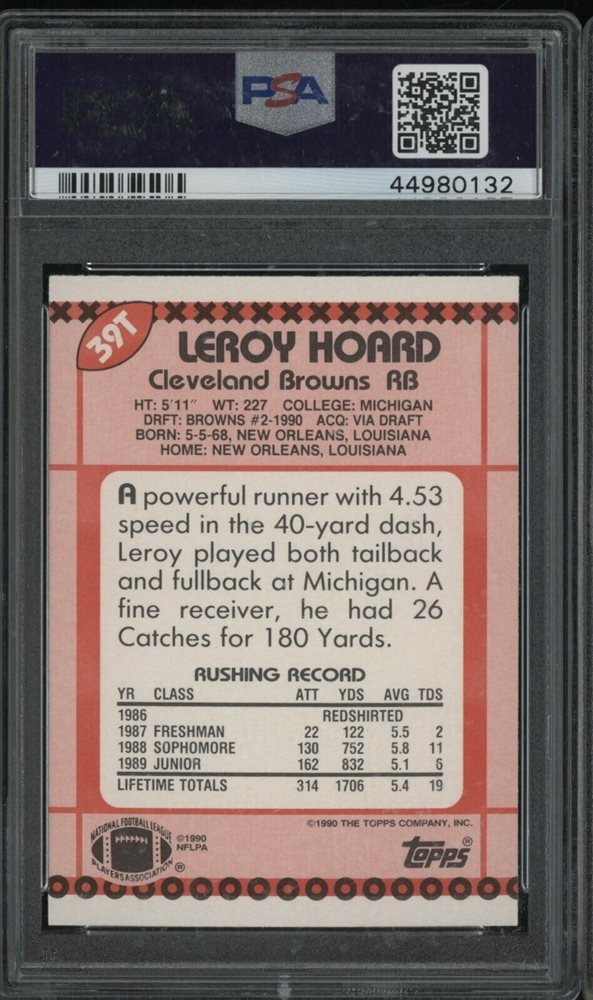 PSA
44980132
39T
LEROY HOARD
Cleveland Browns RB
HT: 5'11" WT: 227 COLLEGE: MICHIGAN
DRFT: BROWNS #2-1990 ACQ: VIA DRAFT
BORN: 5-5-68, NEW ORLEANS, LOUISIANA
HOME: NEW ORLEANS, LOUISIANA
A powerful runner with 4.53
speed in the 40-yard dash,
Leroy played both tailback
and fullback at Michigan. A
fine receiver, he had 26
Catches for 180 Yards.
RUSHING RECORD
YR CLASS ATT YDS AVG TDS
1986 REDSHIRTED
1987 FRESHMAN 22 122 5.5 2
1988 SOPHOMORE 130 752 5.8 11
1989 JUNIOR 162 832 5.1 6
LIFETIME TOTALS 314 1706 5.4 19
©1990 THE TOPPS COMPANY, INC.
NATIONAL FOOTBALL LEAGUE
PLAYERS ASSOCIATION ®
©1990
NFLPA
TOPPS®